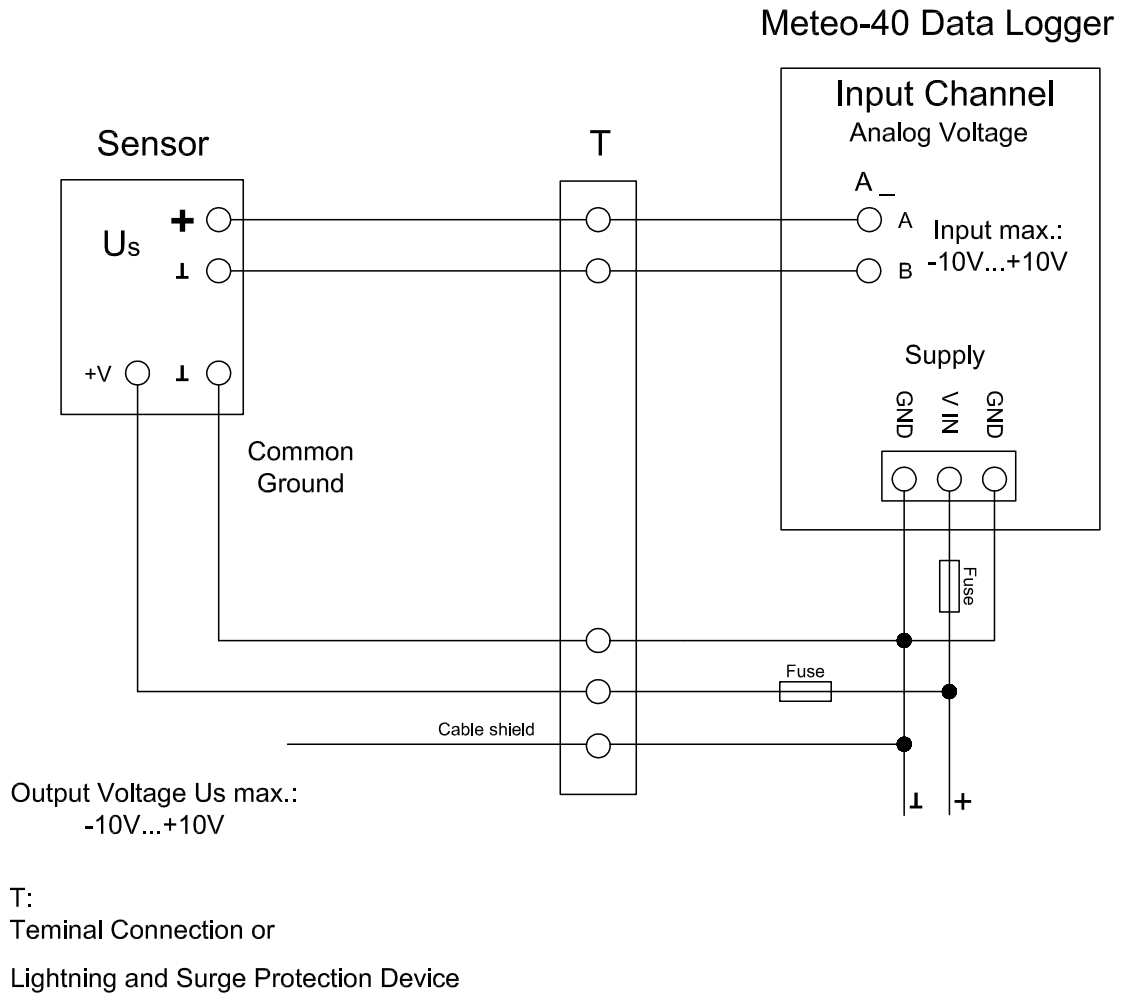 Meteo-40 Data Logger
Input Channel
Analog Voltage
Sensor
T
A _
+
A
Input max.:
-10V...+10V
Us
⊥
B
Supply
+V
⊥
GND
V IN
GND
Common
Ground
Fuse
Fuse
Cable shield
Output Voltage Us max.:
-10V...+10V
⊥
+
T:
Teminal Connection or
Lightning and Surge Protection Device